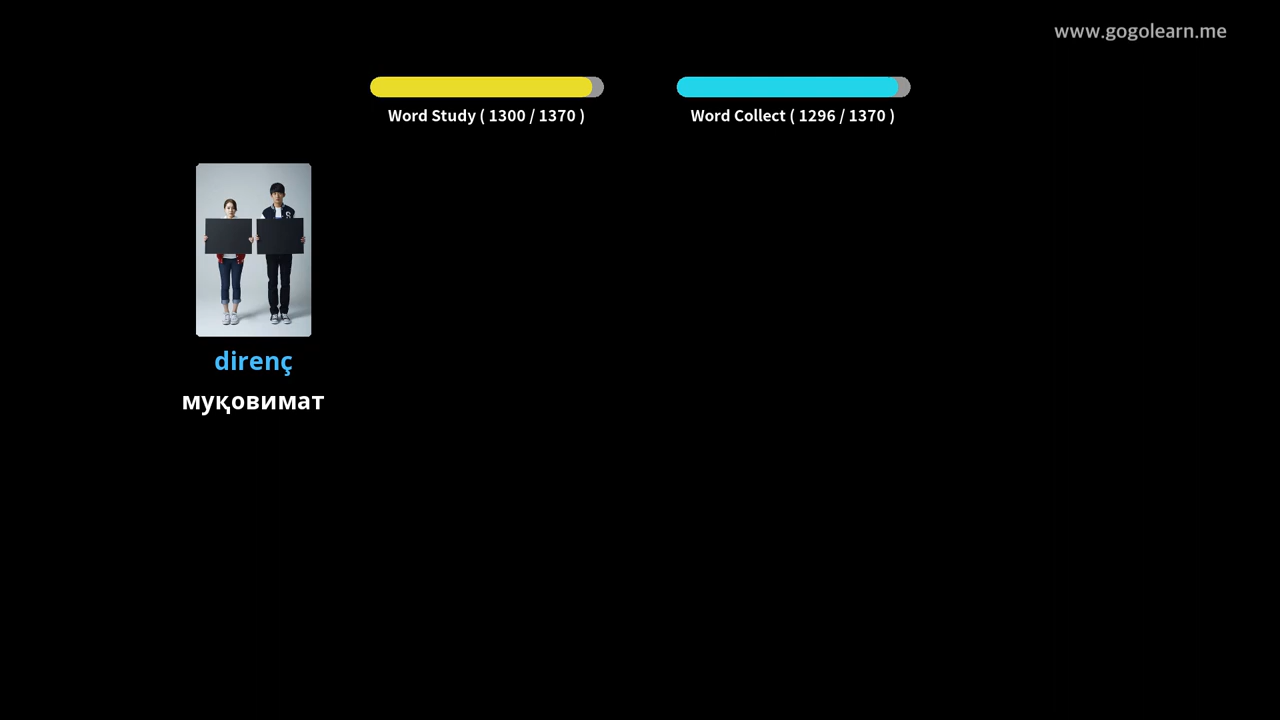 www.gogolearn.me
Word Study ( 1300 / 1370 )
Word Collect ( 1296 / 1370 )
direnç
муқовимат